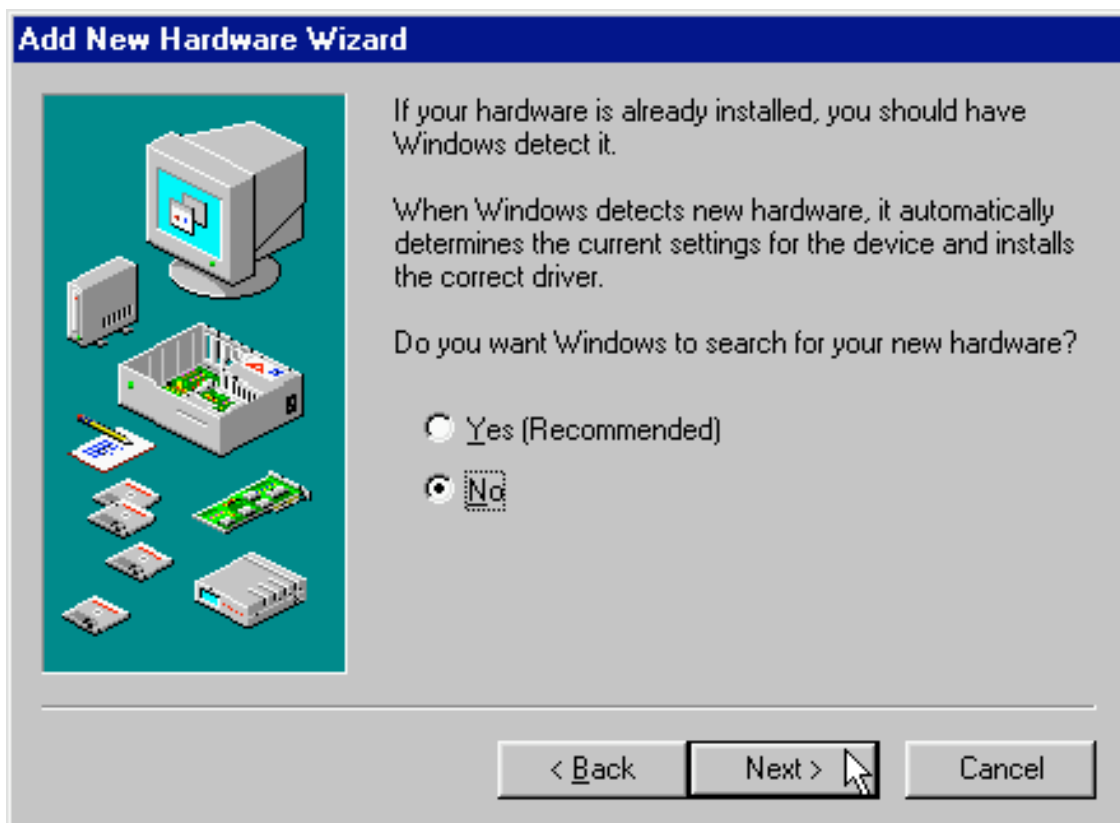 Add New Hardware Wizard
If your hardware is already installed, you should have
Windows detect it.
When Windows detects new hardware, it automatically
determines the current settings for the device and installs
the correct driver.
Do you want Windows to search for your new hardware?
Yes (Recommended)
No
< Back
Next >
Cancel